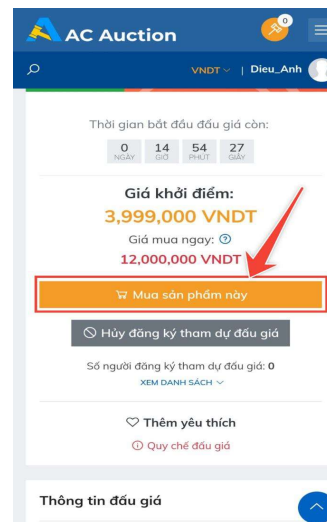 AC Auction
0
VNDT | Dieu_Anh
Thời gian bắt đầu đấu giá còn:
0 14 54 27
NGÀY GIỜ PHÚT GIÂY
Giá khởi điểm:
3,999,000 VNDT
Giá mua ngay: ?
12,000,000 VNDT
Mua sản phẩm này
Hủy đăng ký tham dự đấu giá
Số người đăng ký tham dự đấu giá: 0
XEM DANH SÁCH
Thêm yêu thích
Quy chế đấu giá
Thông tin đấu giá